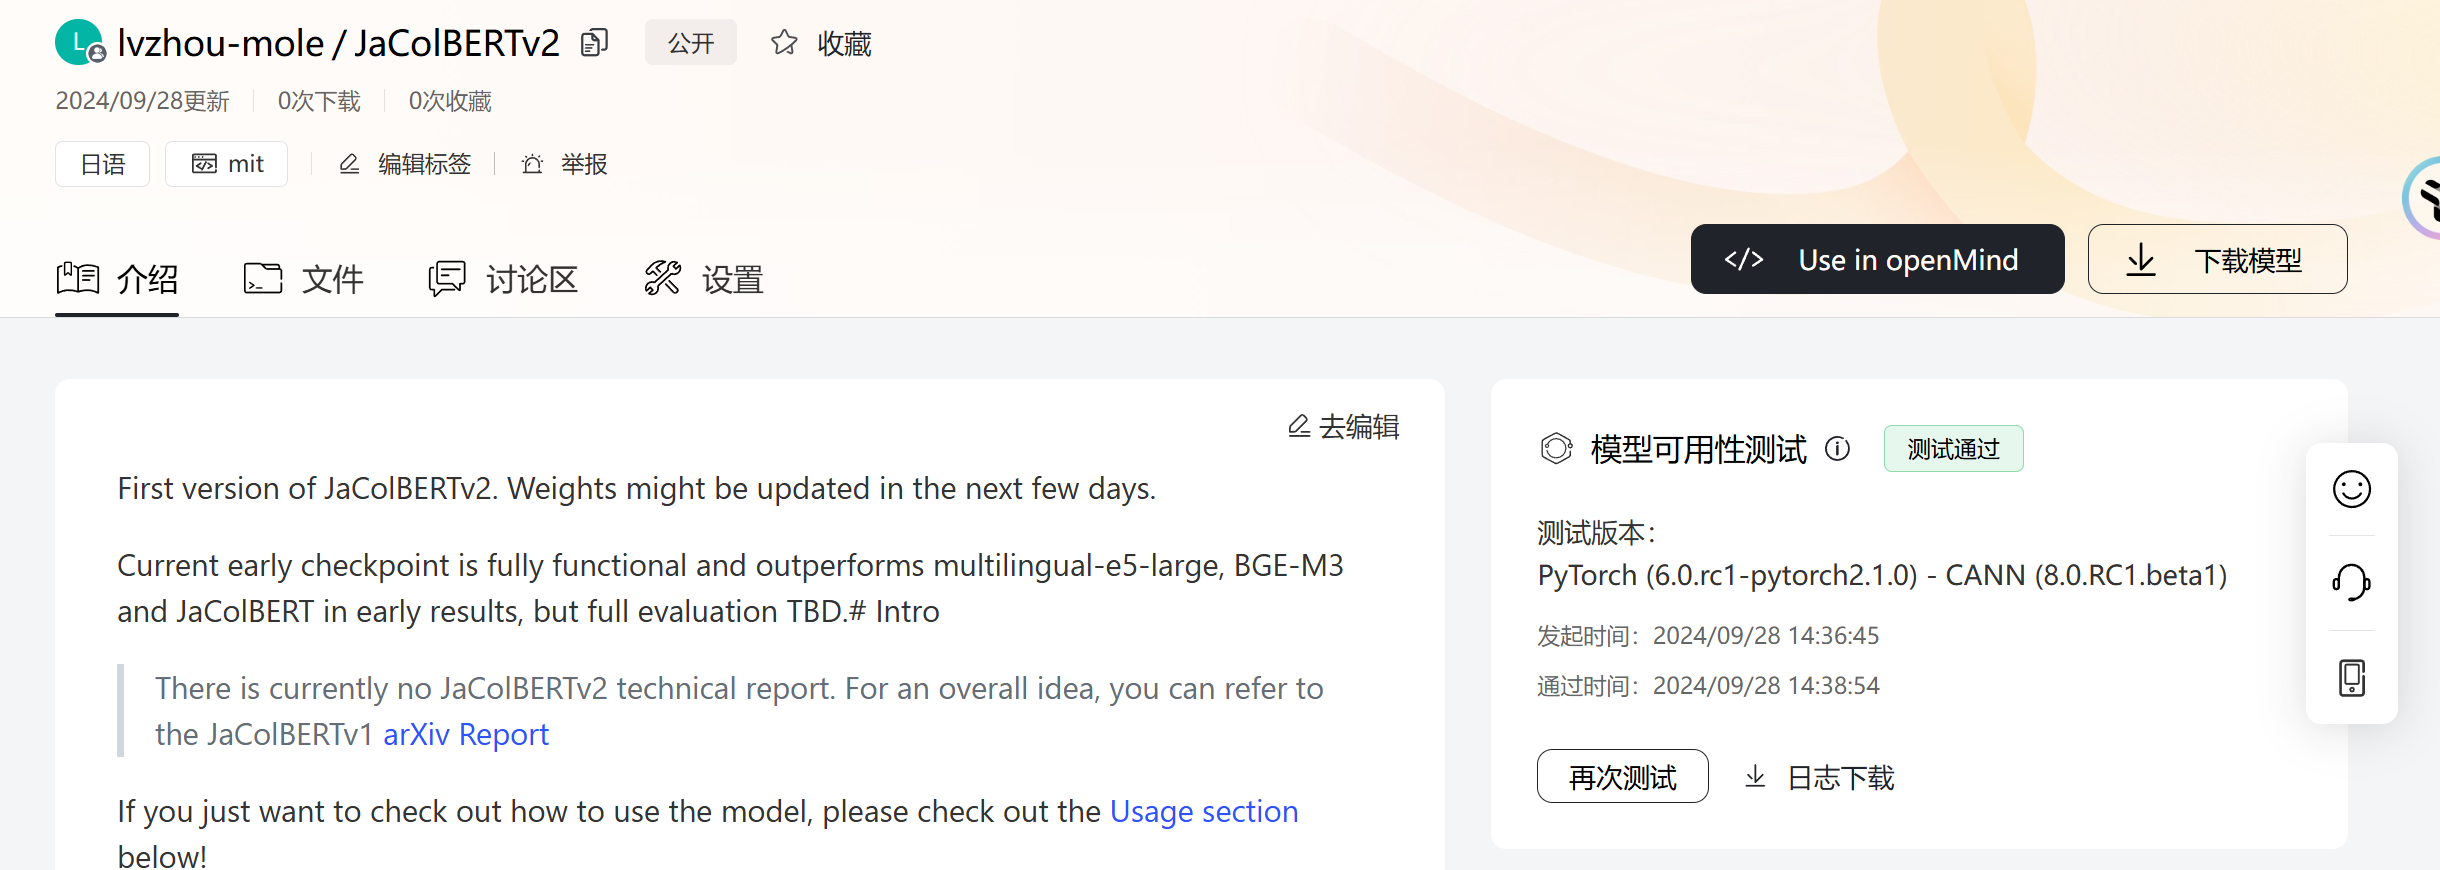 L lvzhou-mole / JaColBERTv2 公开 收藏
2024/09/28更新 0次下载 0次收藏
日语 mit 编辑标签 举报
介绍 文件 讨论区 设置
Use in openMind 下载模型
去编辑
First version of JaColBERTv2. Weights might be updated in the next few days.
Current early checkpoint is fully functional and outperforms multilingual-e5-large, BGE-M3
and JaColBERT in early results, but full evaluation TBD.# Intro
There is currently no JaColBERTv2 technical report. For an overall idea, you can refer to
the JaColBERTv1 arXiv Report
If you just want to check out how to use the model, please check out the Usage section
below!
模型可用性测试 测试通过
测试版本：
PyTorch (6.0.rc1-pytorch2.1.0) - CANN (8.0.RC1.beta1)
发起时间：2024/09/28 14:36:45
通过时间：2024/09/28 14:38:54
再次测试 日志下载